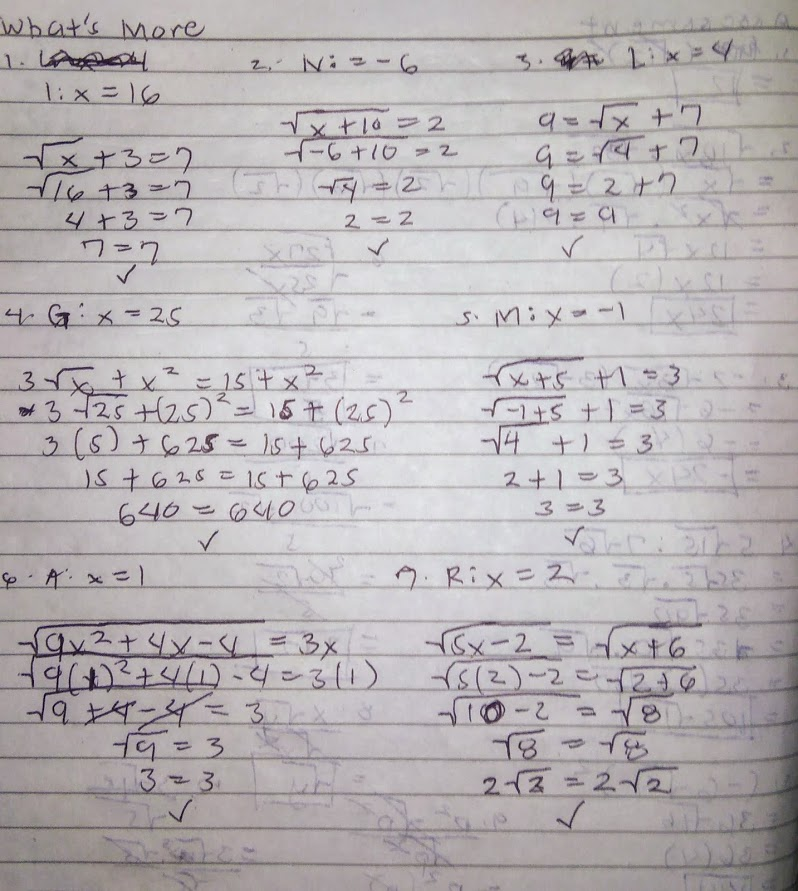 What's More
1.
I: x = 16
√x + 3 = 7
√16 + 3 = 7
4 + 3 = 7
7 = 7
✓
2. N: = -6
√x + 10 = 2
√-6 + 10 = 2
√4 = 2
2 = 2
✓
3. L: x = 4
9 = √x + 7
9 = √4 + 7
9 = 2 + 7
9 = 9
✓
4. G: x = 25
3√x + x² = 15 + x²
3√25 + (25)² = 15 + (25)²
3(5) + 625 = 15 + 625
15 + 625 = 15 + 625
640 = 640
✓
5. M: x = -1
√x+5 + 1 = 3
√-1+5 + 1 = 3
√4 + 1 = 3
2 + 1 = 3
3 = 3
✓
6. A: x = 1
√9x² + 4x - 4 = 3x
√9(1)² + 4(1) - 4 = 3(1)
√9 + 4 - 4 = 3
√9 = 3
3 = 3
✓
7. R: x = 2
√5x - 2 = √x + 6
√5(2) - 2 = √2 + 6
√10 - 2 = √8
√8 = √8
2√2 = 2√2
✓